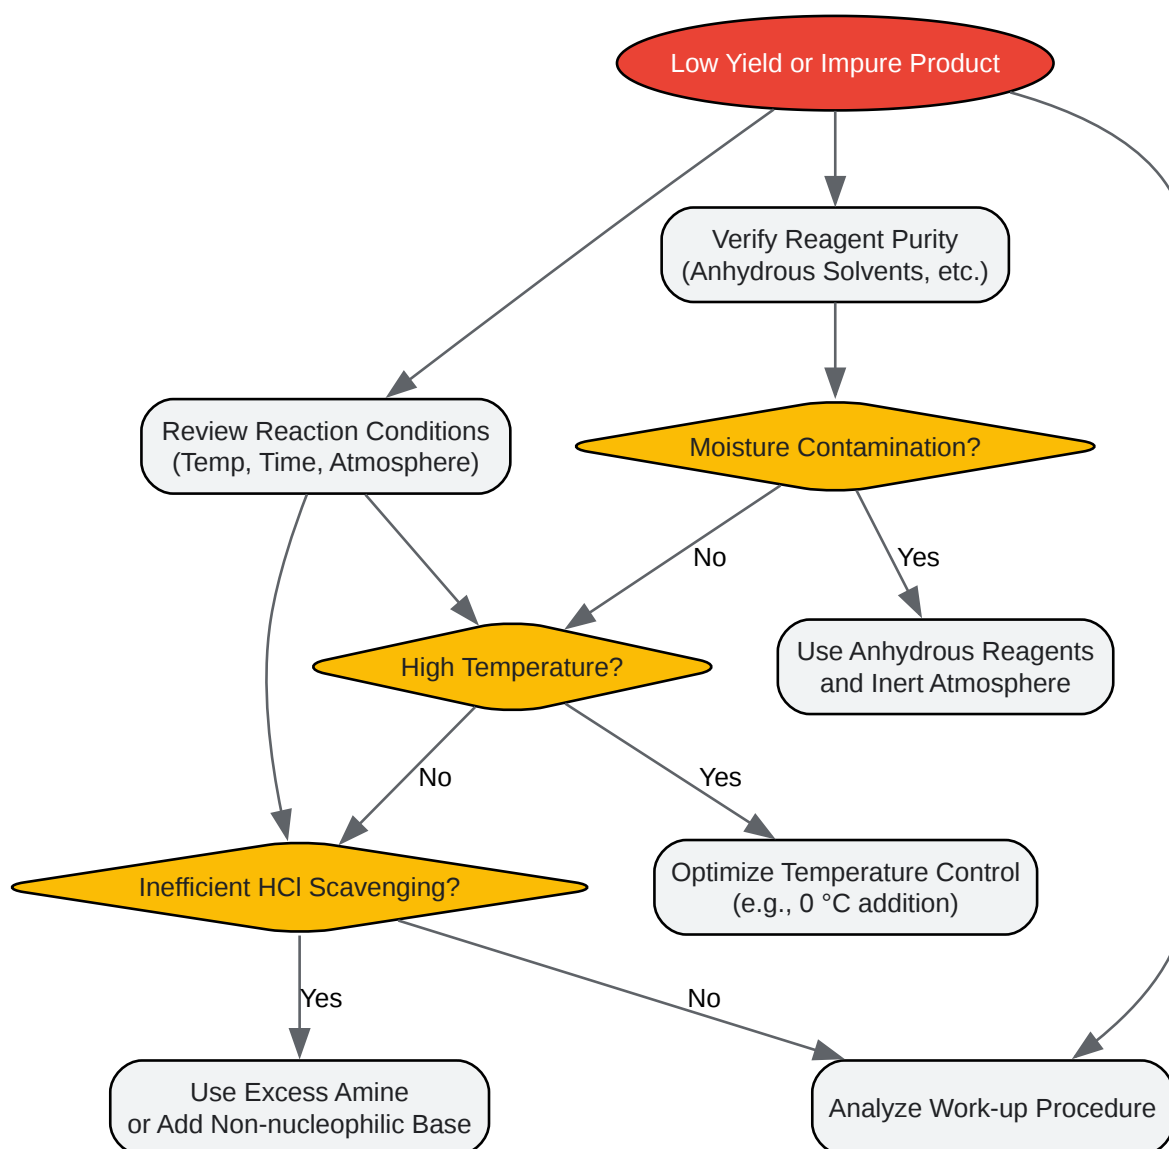 Low Yield or Impure Product
Verify Reagent Purity
(Anhydrous Solvents, etc.)
Review Reaction Conditions
(Temp, Time, Atmosphere)
Moisture Contamination?
No
Yes
High Temperature?
Use Anhydrous Reagents
and Inert Atmosphere
No
Yes
Inefficient HCl Scavenging?
Optimize Temperature Control
(e.g., 0 °C addition)
Yes
No
Use Excess Amine
or Add Non-nucleophilic Base
Analyze Work-up Procedure